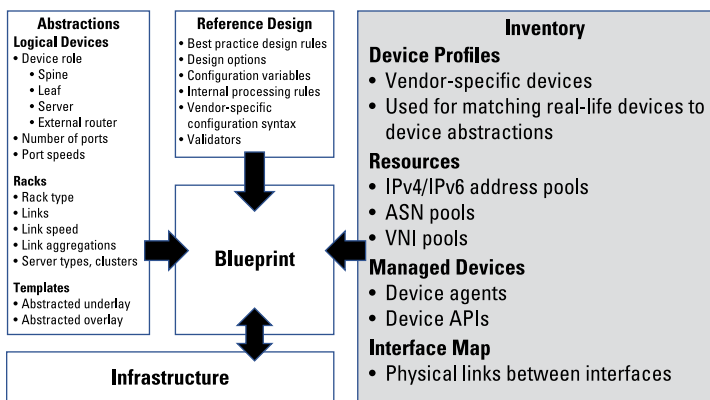 Abstractions
Logical Devices
• Device role
• Spine
• Leaf
• Server
• External router
• Number of ports
• Port speeds
Racks
• Rack type
• Links
• Link speed
• Link aggregations
• Server types, clusters
Templates
• Abstracted underlay
• Abstracted overlay
Reference Design
• Best practice design rules
• Design options
• Configuration variables
• Internal processing rules
• Vendor-specific
configuration syntax
• Validators
Blueprint
Infrastructure
Inventory
Device Profiles
• Vendor-specific devices
• Used for matching real-life devices to
device abstractions
Resources
• IPv4/IPv6 address pools
• ASN pools
• VNI pools
Managed Devices
• Device agents
• Device APIs
Interface Map
• Physical links between interfaces